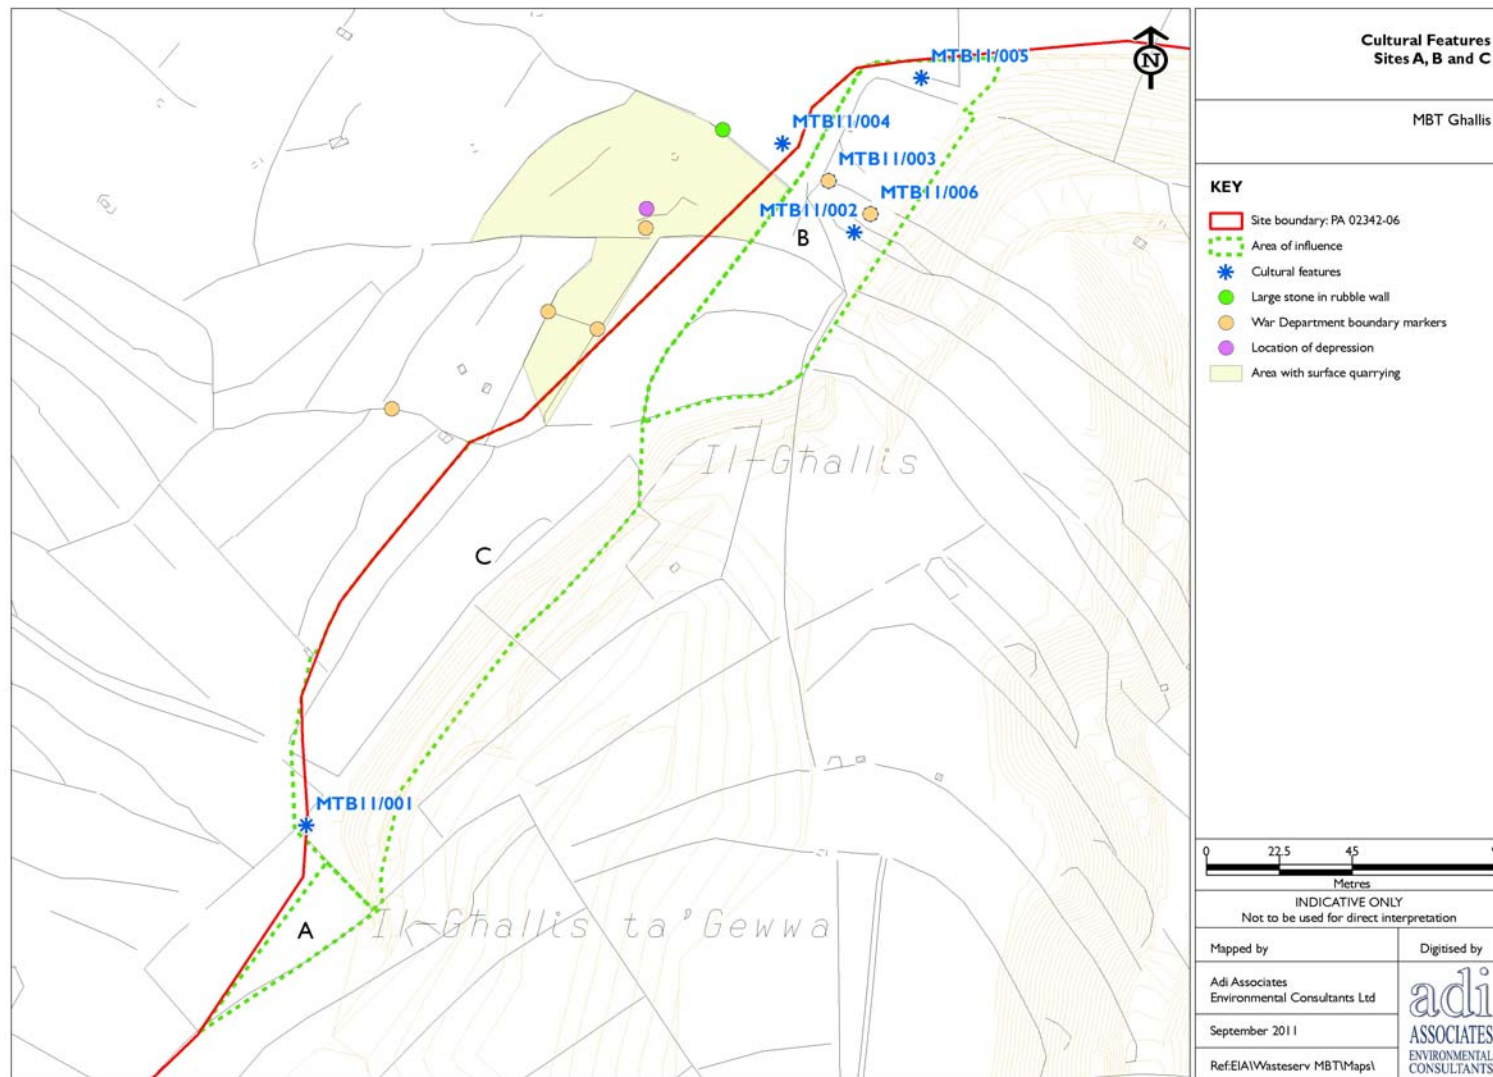 Cultural Features
Sites A, B and C
MBT Ghallis
KEY
Site boundary: PA 02342-06
Area of influence
Cultural features
Large stone in rubble wall
War Department boundary markers
Location of depression
Area with surface quarrying
N
MTB11/005
MTB11/004
MTB11/003
MTB11/006
MTB11/002
B
Il-Ghallis
C
MTB11/001
A
Il-Ghallis ta' Gewwa
0 22.5 45
Metres
INDICATIVE ONLY
Not to be used for direct interpretation
Mapped by
Digitised by
Adi Associates
Environmental Consultants Ltd
September 2011
Ref:EIA\Wasteserv MBT\Maps\
adi
ASSOCIATES
ENVIRONMENTAL
CONSULTANTS